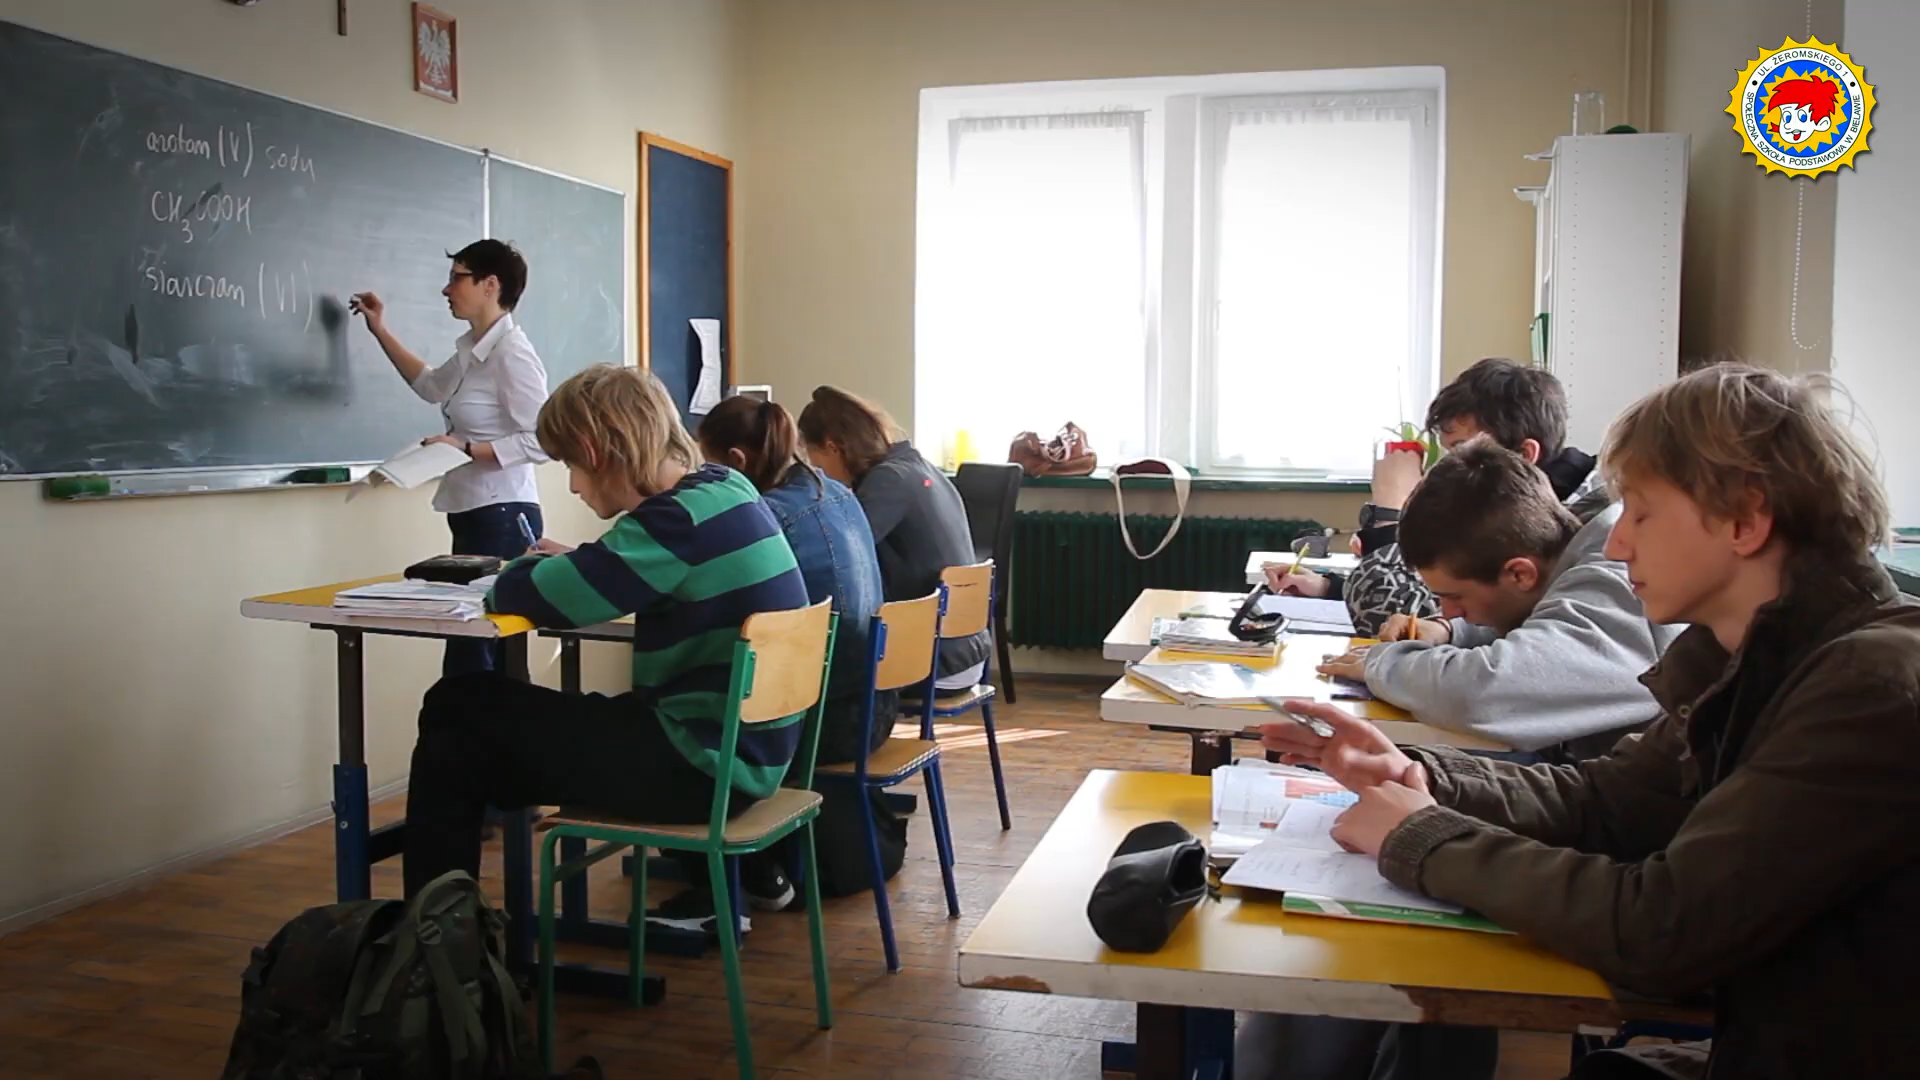 azotan (V) sodu
CH3COOH
siarczan (VI)
UL. ŻEROMSKIEGO 1
SPOŁECZNA SZKOŁA PODSTAWOWA W BIELAWIE